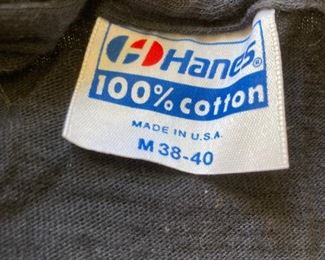 Hanes®
100% cotton
MADE IN U.S.A.
M 38-40